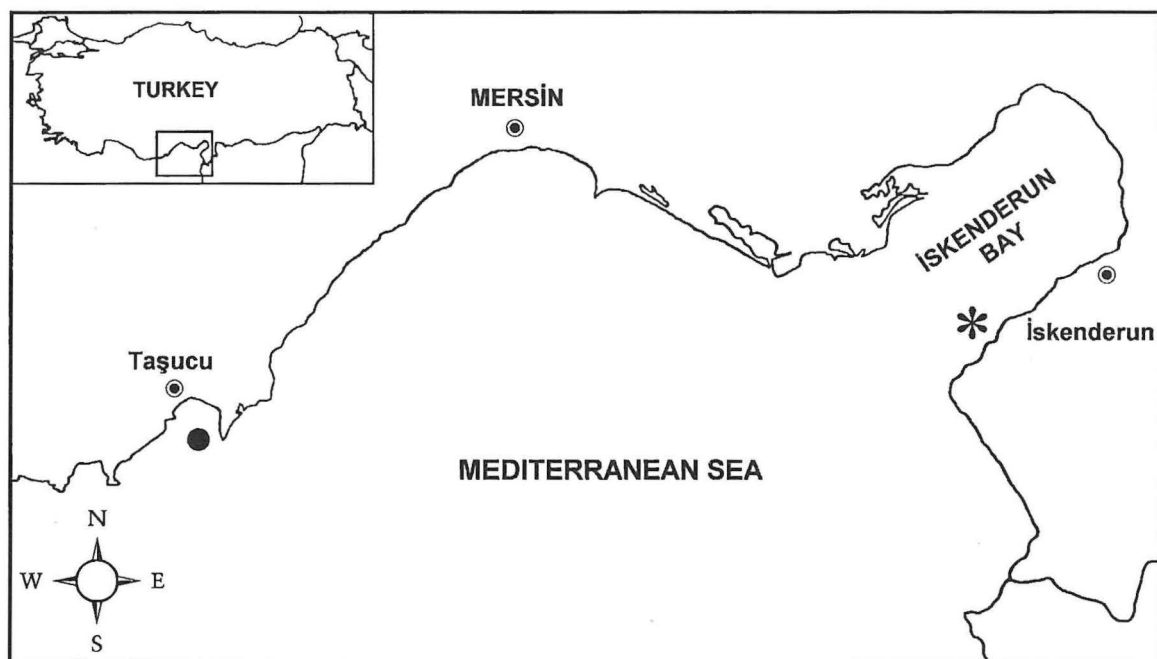 TURKEY
MERSİN
İSKENDERUN
BAY
İskenderun
Taşucu
MEDITERRANEAN SEA
N
W E
S